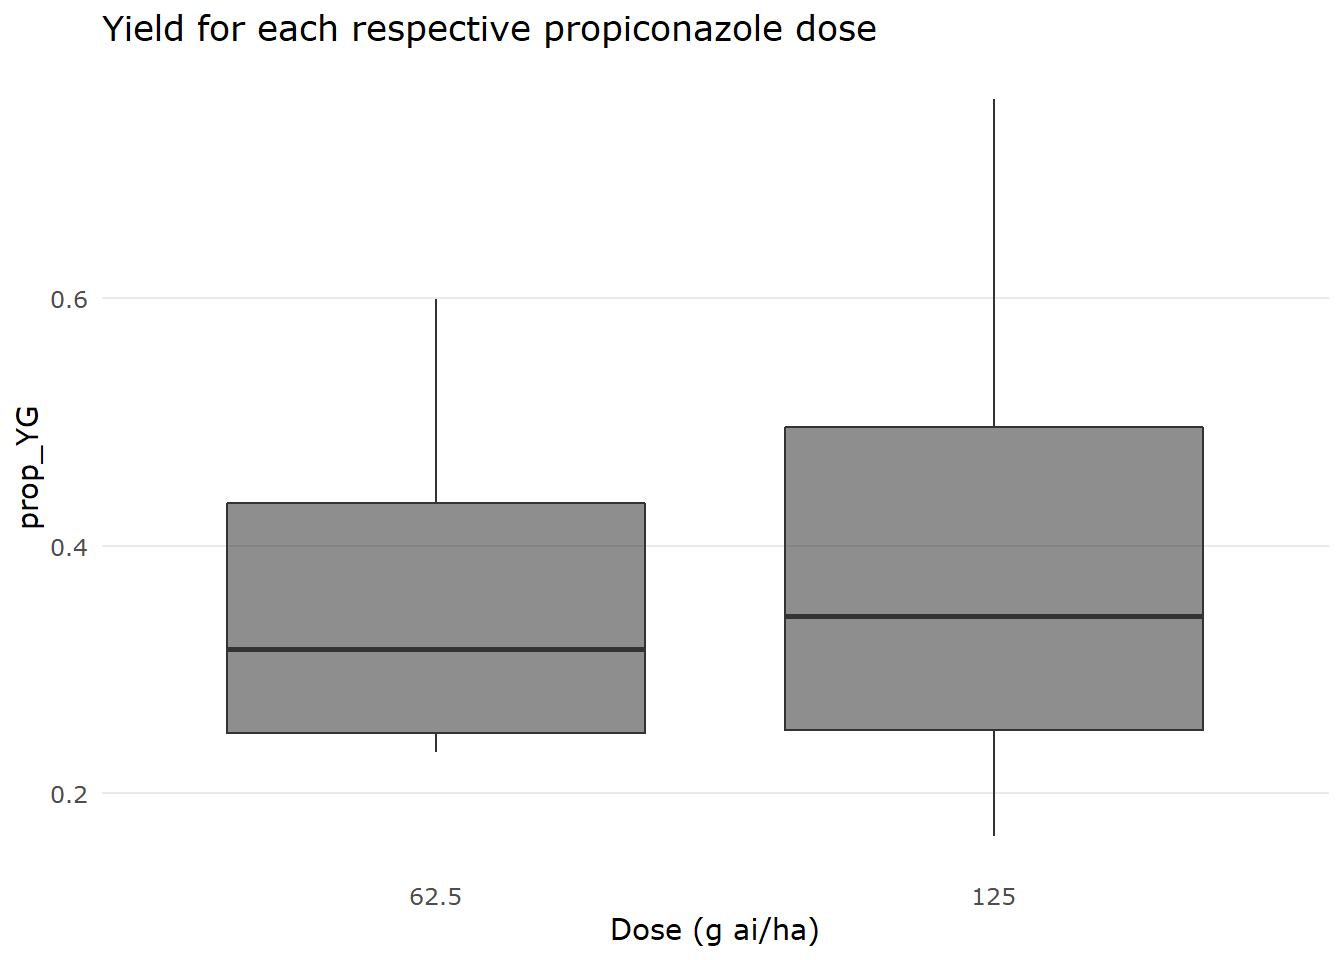 Yield for each respective propiconazole dose
prop_YG
0.6
0.4
0.2
62.5
125
Dose (g ai/ha)